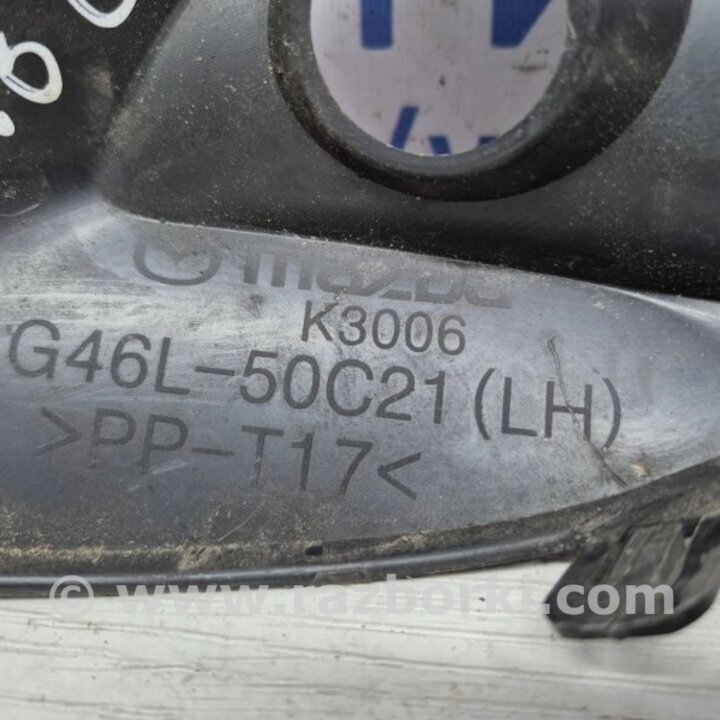 mazda
K3006
G46L-50C21 (LH)
>PP-T17<
© www.razborki.com